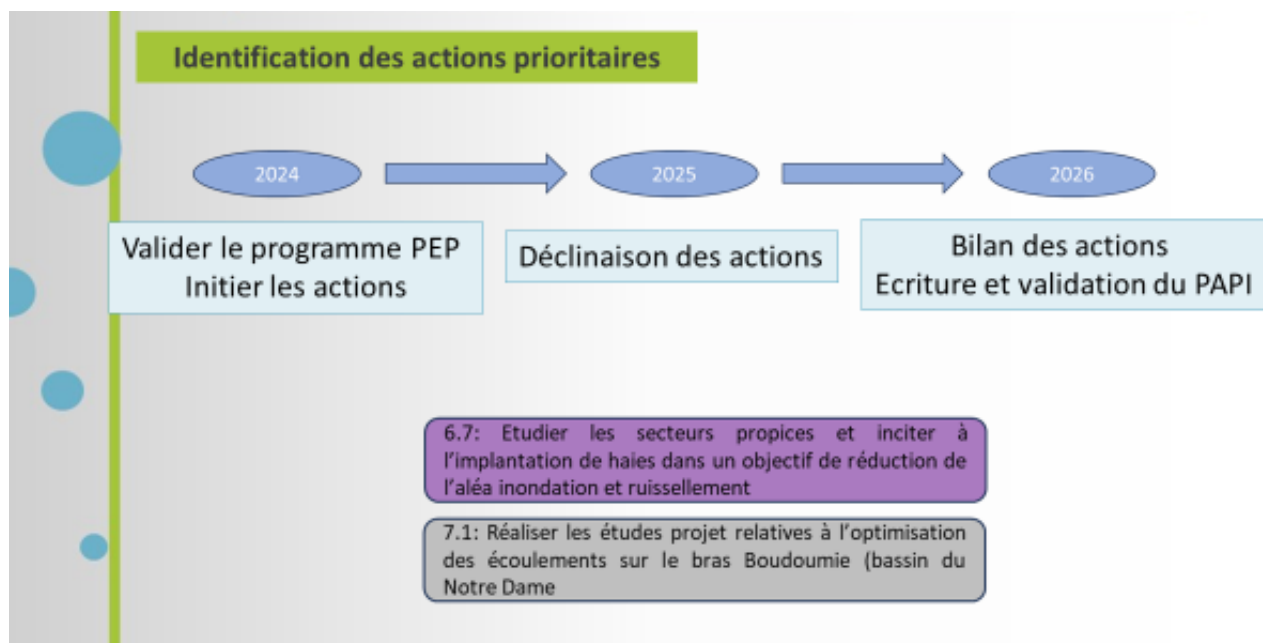 Identification des actions prioritaires
2024
2025
2026
Valider le programme PEP
Initier les actions
Déclinaison des actions
Bilan des actions
Ecriture et validation du PAPI
6.7: Etudier les secteurs propices et inciter à
l'implantation de haies dans un objectif de réduction de
l'aléa inondation et ruissellement
7.1: Réaliser les études projet relatives à l'optimisation
des écoulements sur le bras Boudoumie (bassin du
Notre Dame